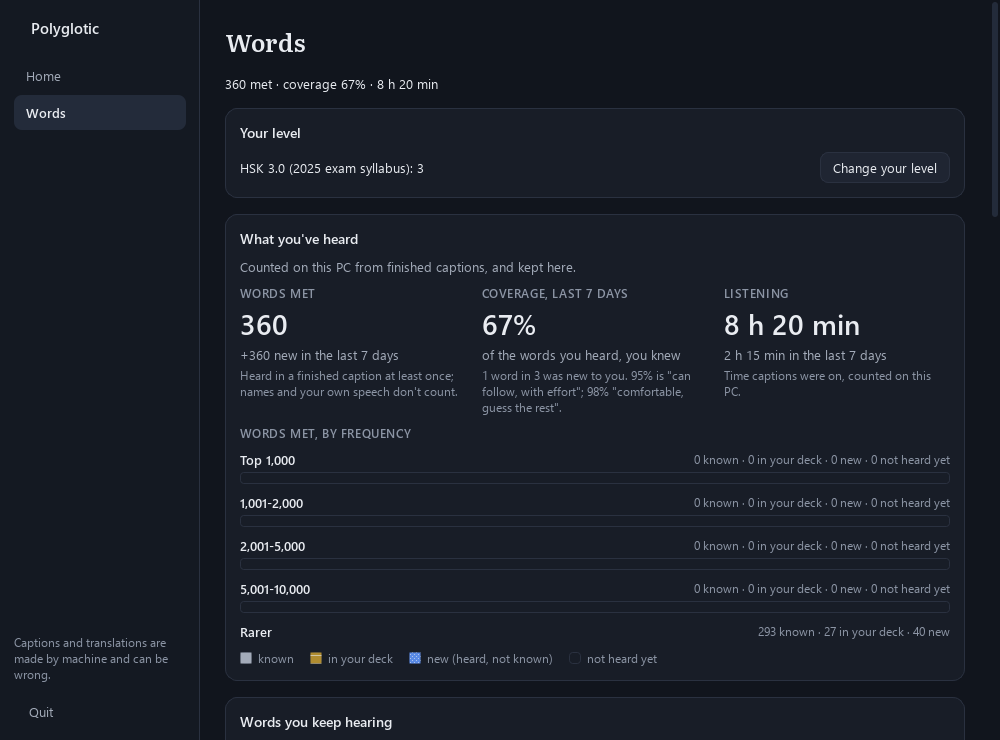 Polyglotic
Home
Words
Captions and translations are
made by machine and can be
wrong.
Quit
Words
360 met · coverage 67% · 8 h 20 min
Your level
HSK 3.0 (2025 exam syllabus): 3
Change your level
What you've heard
Counted on this PC from finished captions, and kept here.
WORDS MET
360
+360 new in the last 7 days
Heard in a finished caption at least once;
names and your own speech don't count.
COVERAGE, LAST 7 DAYS
67%
of the words you heard, you knew
1 word in 3 was new to you. 95% is "can
follow, with effort"; 98% "comfortable,
guess the rest".
LISTENING
8 h 20 min
2 h 15 min in the last 7 days
Time captions were on, counted on this
PC.
WORDS MET, BY FREQUENCY
Top 1,000 0 known · 0 in your deck · 0 new · 0 not heard yet
1,001-2,000 0 known · 0 in your deck · 0 new · 0 not heard yet
2,001-5,000 0 known · 0 in your deck · 0 new · 0 not heard yet
5,001-10,000 0 known · 0 in your deck · 0 new · 0 not heard yet
Rarer 293 known · 27 in your deck · 40 new
known in your deck new (heard, not known) not heard yet
Words you keep hearing